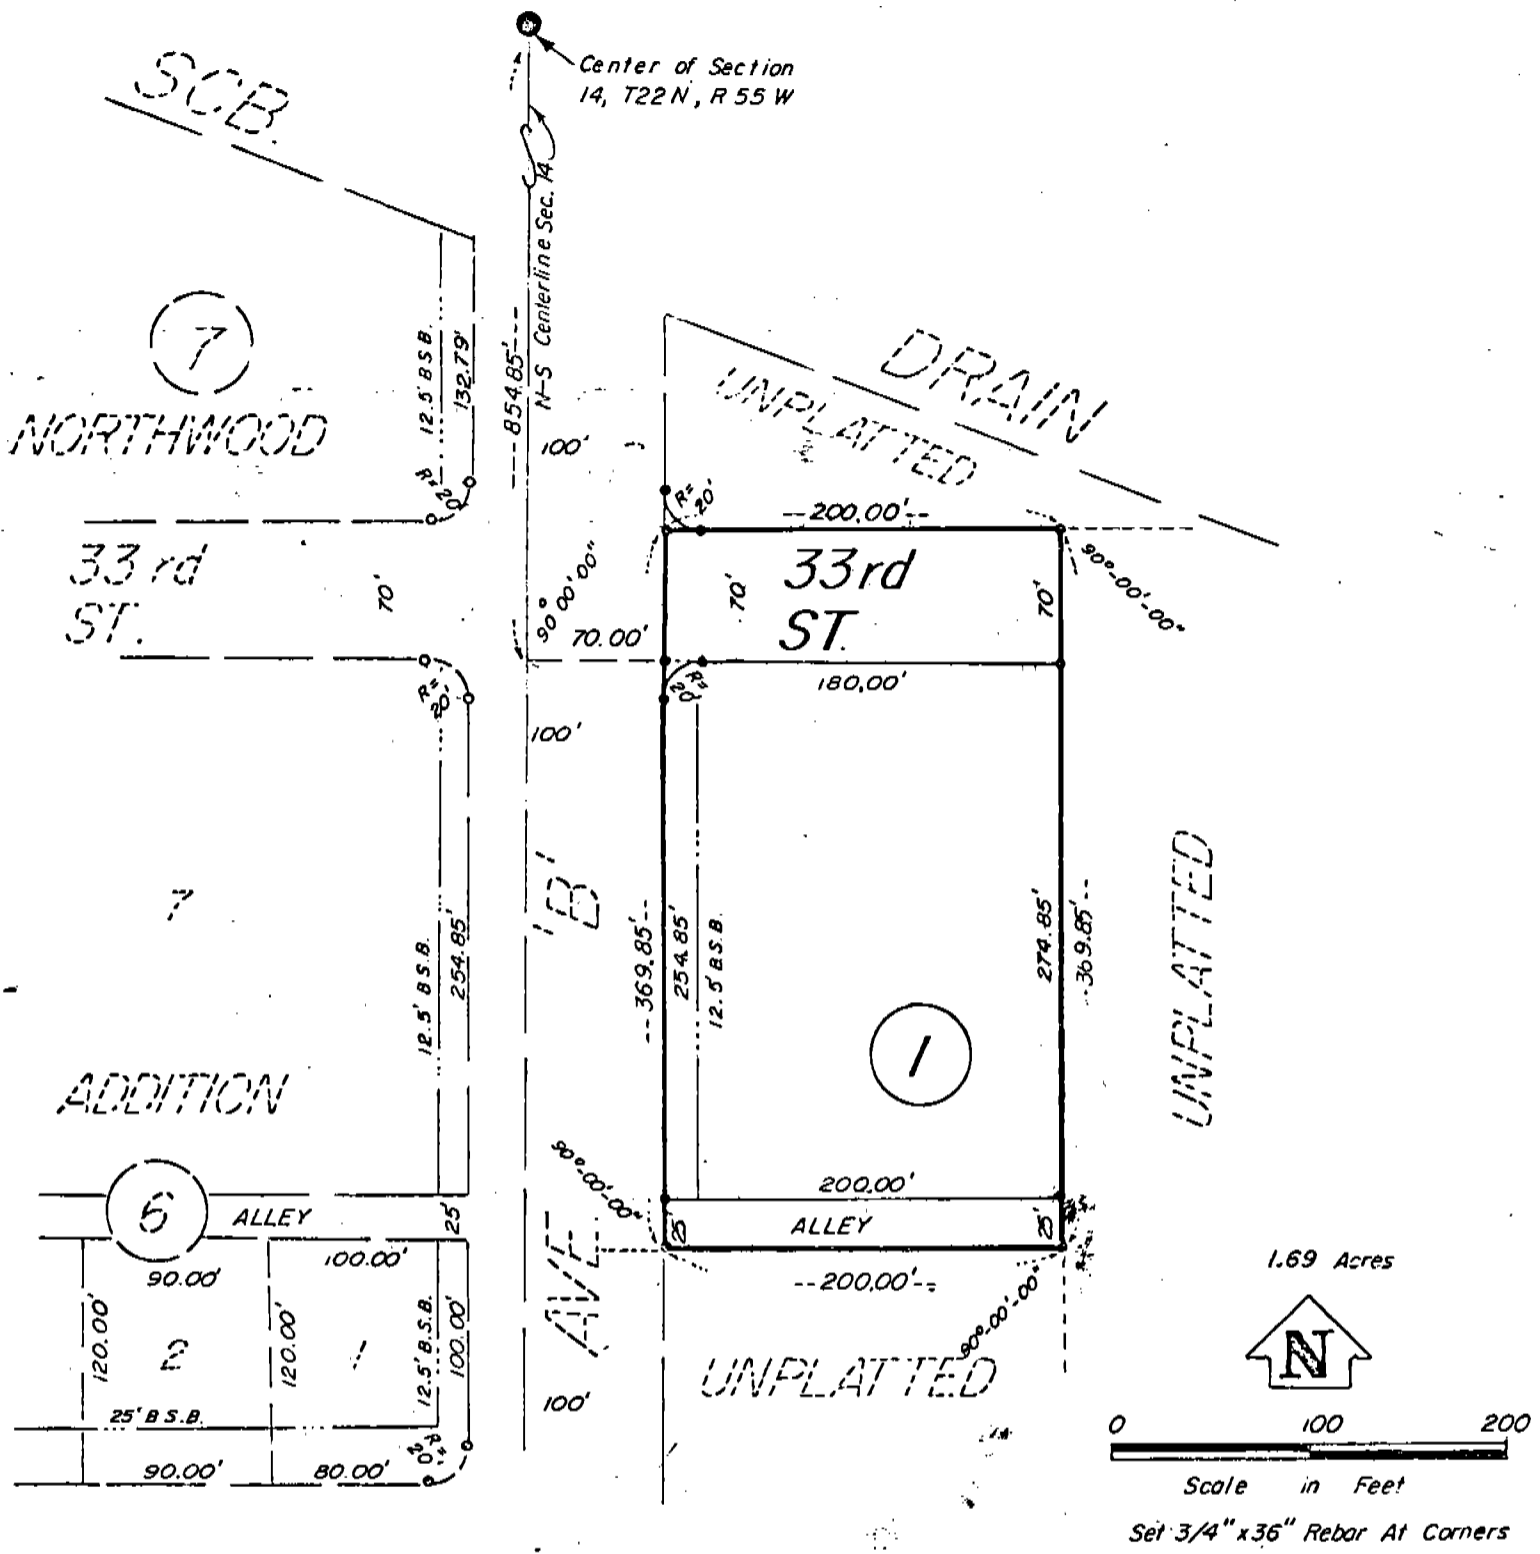 Center of Section
14, T22N, R 55 W
SCB.
N-S Centerline Sec. 14
7
12.5' B S B.
132.79'
---854.85'---
DRAIN
UNPLATTED
NORTHWOOD
100'
R= 20'
R= 20'
--200.00'--
33 rd
ST.
70'
90° 00' 00"
70.00'
70'
33rd
ST.
70'
90°-00'-00"
R= 20'
R= 20'
180.00'
100'
7
'B'
12.5' B S.B.
254.85'
--369.85'--
254.85'
12.5' B.S.B.
274.85'
--369.85'--
UNPLATTED
1
ADDITION
90°-00'-00"
200.00'
6
ALLEY
25'
AVE.
25'
ALLEY
25'
100.00'
90.00'
--200.00'--
90°-00'-00"
1.69 Acres
120.00'
2
120.00'
1
12.5' B.S.B.
100.00'
UNPLATTED
N
25' B S.B.
100'
R= 20'
90.00'
80.00'
0 100 200
Scale in Feet
Set 3/4" x 36" Rebar At Corners